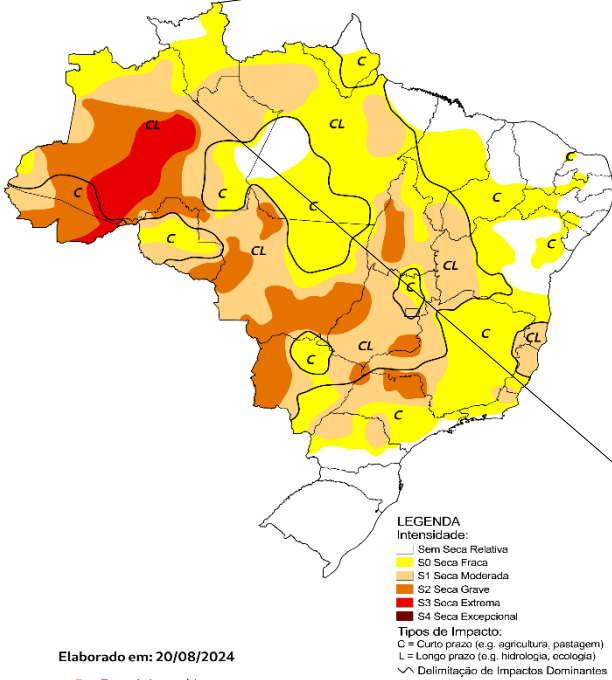 C
C
CL
CL
C
C
C
C
C
C
CL
CL
C
C
CL
CL
C
C
LEGENDA
Intensidade:
Sem Seca Relativa
S0 Seca Fraca
S1 Seca Moderada
S2 Seca Grave
S3 Seca Extrema
S4 Seca Excepcional
Tipos de Impacto:
C = Curto prazo (e.g. agricultura, pastagem)
L = Longo prazo (e.g. hidrologia, ecologia)
Delimitação de Impactos Dominantes
Elaborado em: 20/08/2024